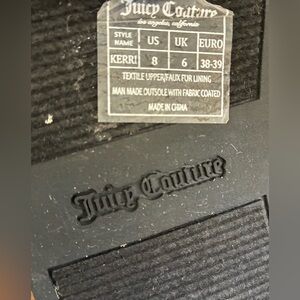 Juicy Couture
los angeles, california
STYLE NAME US UK EURO
KERRI 8 6 38-39
TEXTILE UPPER/FAUX FUR LINING
MAN MADE OUTSOLE WITH FABRIC COATED
MADE IN CHINA
Juicy Couture